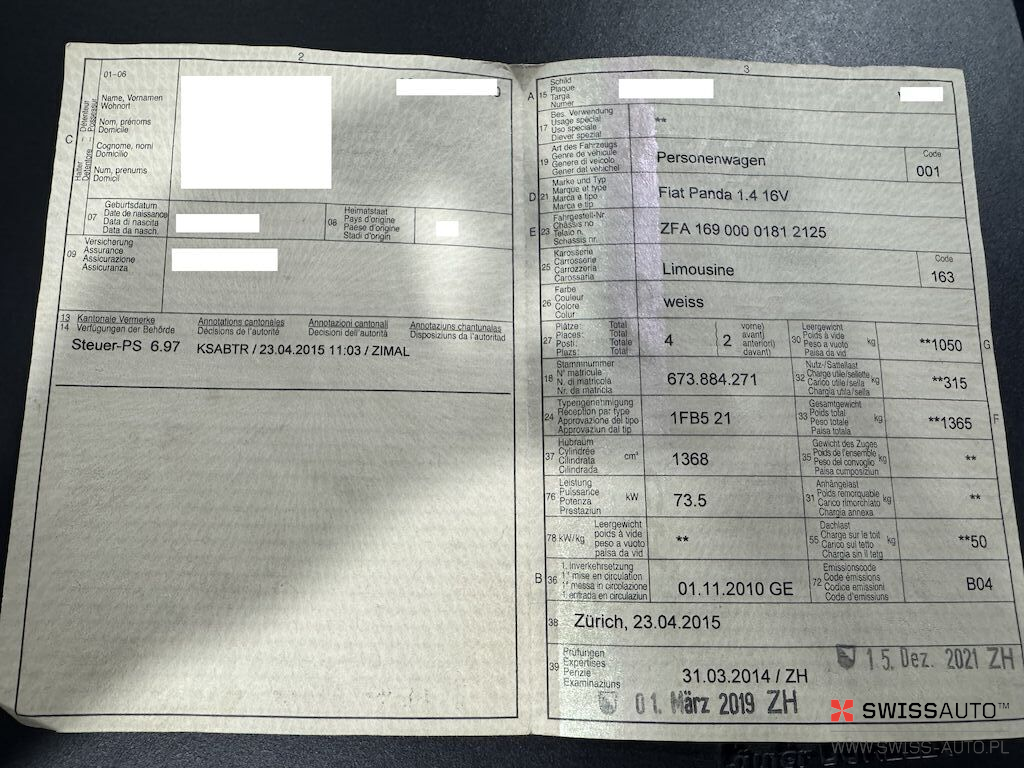 2
01-06
Name, Vornamen
Wohnort
Nom, prénoms
Domicile
Cognome, nomi
Domicilio
Num, prenums
Domicil
C
Halter Détenteur
Detentore Possessur
07
Geburtsdatum
Date de naissance
Data di nascita
Data da nasch.
08
Heimatstaat
Pays d'origine
Paese d'origine
Stadi d'origin
09
Versicherung
Assurance
Assicurazione
Assicuranza
13 Kantonale Vermerke Annotations cantonales Annotazioni cantonali Annotaziuns chantunalas
14 Verfügungen der Behörde Décisions de l'autorité Decisioni dell'autorità Disposiziuns da l'autoritad
Steuer-PS 6.97 KSABTR / 23.04.2015 11:03 / ZIMAL
3
A 15
Schild
Plaque
Targa
Numer
17
Bes. Verwendung
Usage spécial
Uso speciale
Diever spezial
**
19
Art des Fahrzeugs
Genre de véhicule
Genere di veicolo
Gener dal vehichel
Personenwagen
Code
001
D 21
Marke und Typ
Marque et type
Marca e tipo
Marca e tip
Fiat Panda 1.4 16V
E 23
Fahrgestell-Nr.
Châssis no
Telaio n.
Schassis nr.
ZFA 169 000 0181 2125
25
Karosserie
Carrosserie
Carrozzeria
Carossaria
Limousine
Code
163
26
Farbe
Couleur
Colore
Colur
weiss
27
Plätze: Total
Places: Total
Posti: Totale
Plazs: Total
4
2
vorne)
avant)
anteriori)
davant)
30
Leergewicht
Poids à vide
Peso a vuoto
Paisa da vid
kg
**1050
G
18
Stammnummer
N° matricule
N. di matricola
Nr. da matricla
673.884.271
32
Nutz-/Sattellast
Charge utile/sellette
Carico utile/sella
Chargia utila/sella
kg
**315
24
Typengenehmigung
Réception par type
Approvazione del tipo
Approvaziun dal tip
1FB5 21
33
Gesamtgewicht
Poids total
Peso totale
Paisa totala
kg
**1365
F
37
Hubraum
Cylindrée
Cilindrata
Cilindrada
cm³
1368
35
Gewicht des Zuges
Poids de l'ensemble
Peso del convoglio
Paisa cumposiziun
kg
**
76
Leistung
Puissance
Potenza
Prestaziun
kW
73.5
31
Anhängelast
Poids remorquable
Carico rimorchiato
Chargia annexa
kg
**
78 kW/kg
Leergewicht
poids à vide
peso a vuoto
paisa da vid
**
55
Dachlast
Charge sur le toit
Carico sul tetto
Chargia sin il tetg
kg
**50
B 36
1. Inverkehrsetzung
1re mise en circulation
1a messa in circolazione
1. entrada en circulaziun
01.11.2010 GE
72
Emissionscode
Code émissions
Codice emissioni
Code d'emissiuns
B04
38
Zürich, 23.04.2015
39
Prüfungen
Expertises
Perizie
Examinaziuns
31.03.2014 / ZH
15. Dez. 2021 ZH
01. März 2019 ZH
SWISSAUTO™
WWW.SWISS-AUTO.PL